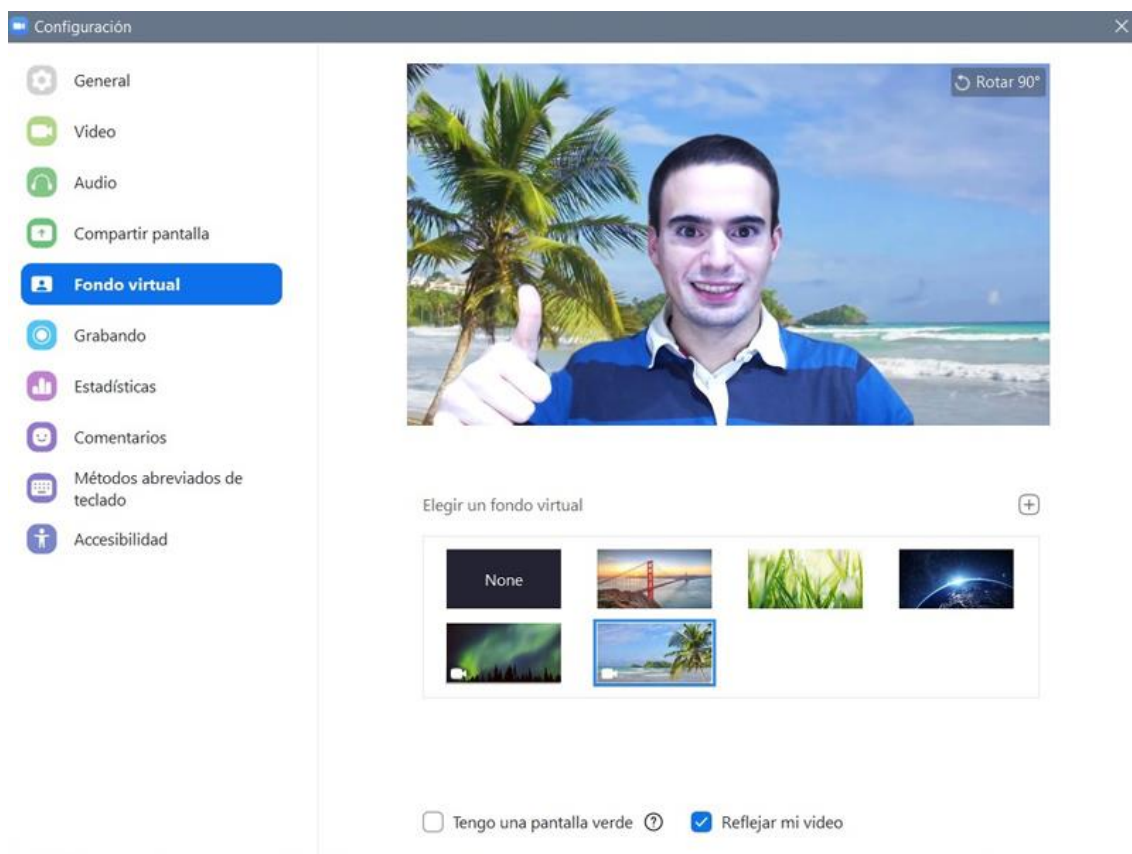 Configuración
General
Video
Audio
Compartir pantalla
Fondo virtual
Grabando
Estadísticas
Comentarios
Métodos abreviados de
teclado
Accesibilidad
Rotar 90°
Elegir un fondo virtual
None
Tengo una pantalla verde
Reflejar mi video